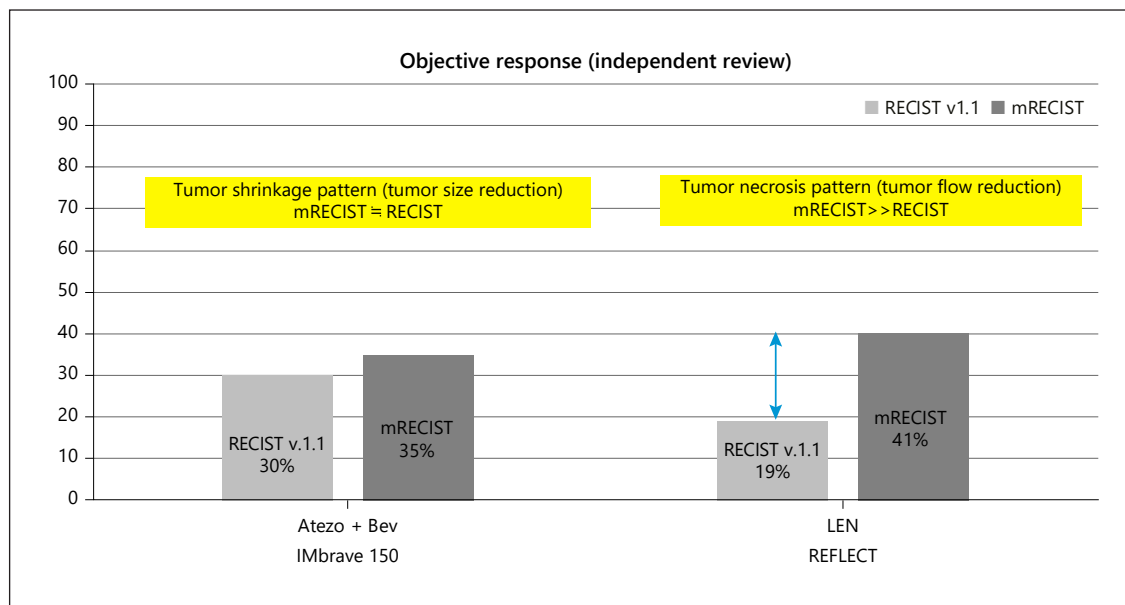 Objective response (independent review)
100
90
80
70
60
50
40
30
20
10
0
RECIST v1.1
mRECIST
Tumor shrinkage pattern (tumor size reduction)
mRECIST ≒ RECIST
Tumor necrosis pattern (tumor flow reduction)
mRECIST>>RECIST
RECIST v.1.1
30%
mRECIST
35%
RECIST v.1.1
19%
mRECIST
41%
Atezo + Bev
IMbrave 150
LEN
REFLECT